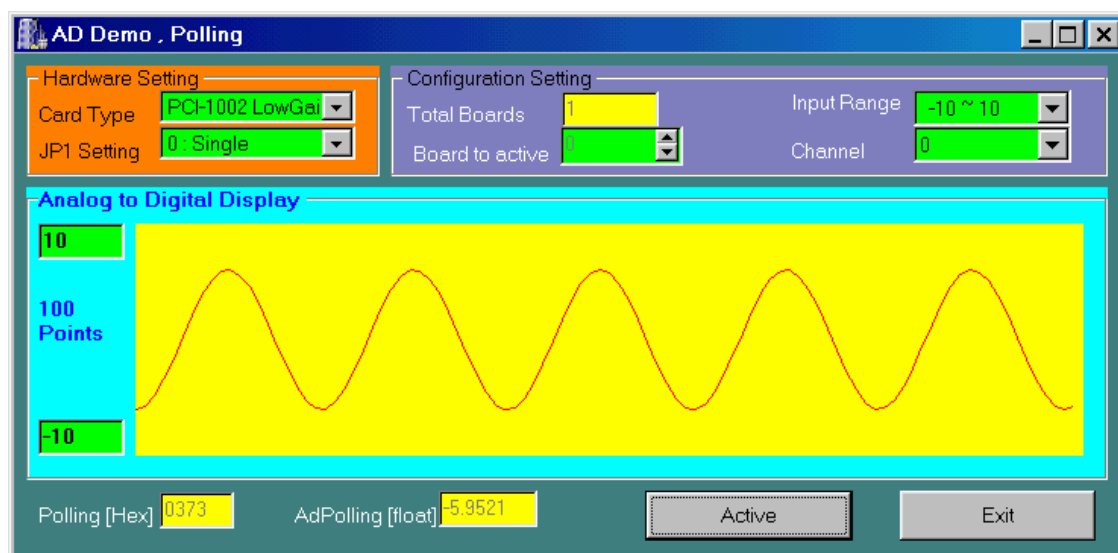 AD Demo , Polling
Hardware Setting
Card Type PCI-1002 LowGai
JP1 Setting 0 : Single
Configuration Setting
Total Boards 1
Board to active 0
Input Range -10 ~ 10
Channel 0
Analog to Digital Display
10
100
Points
-10
Polling [Hex] 0373
AdPolling [float] -5.9521
Active
Exit